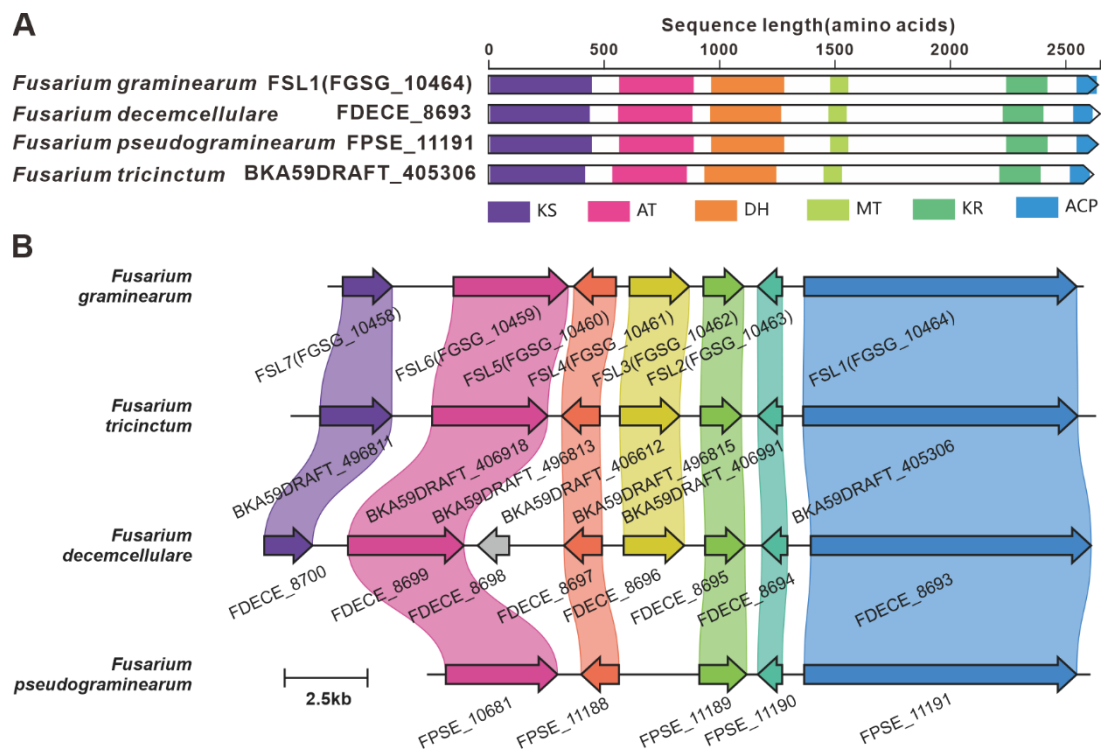 A
Sequence length(amino acids)
0 500 1000 1500 2000 2500
Fusarium graminearum FSL1(FGSG_10464)
Fusarium decemcellulare FDECE_8693
Fusarium pseudograminearum FPSE_11191
Fusarium tricinctum BKA59DRAFT_405306
KS AT DH MT KR ACP
B
Fusarium
graminearum
FSL7(FGSG_10458) FSL6(FGSG_10459) FSL5(FGSG_10460) FSL4(FGSG_10461) FSL3(FGSG_10462) FSL2(FGSG_10463) FSL1(FGSG_10464)
Fusarium
tricinctum
BKA59DRAFT_496811 BKA59DRAFT_406918 BKA59DRAFT_496813 BKA59DRAFT_406612 BKA59DRAFT_496815 BKA59DRAFT_406991 BKA59DRAFT_405306
Fusarium
decemcellulare
FDECE_8700 FDECE_8699 FDECE_8698 FDECE_8697 FDECE_8696 FDECE_8695 FDECE_8694 FDECE_8693
Fusarium
pseudograminearum
2.5kb
FPSE_10681 FPSE_11188 FPSE_11189 FPSE_11190 FPSE_11191